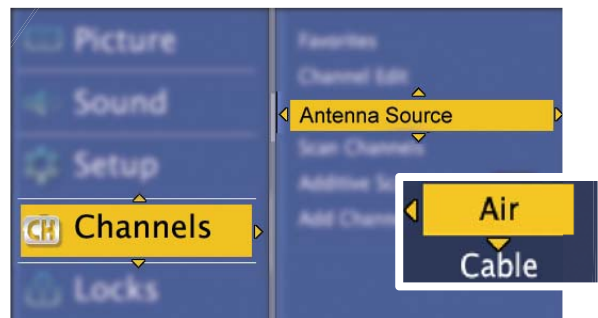 Picture
Sound
Setup
CH Channels
Locks
Favorites
Channel Edit
Antenna Source
Scan Channels
Air
Cable